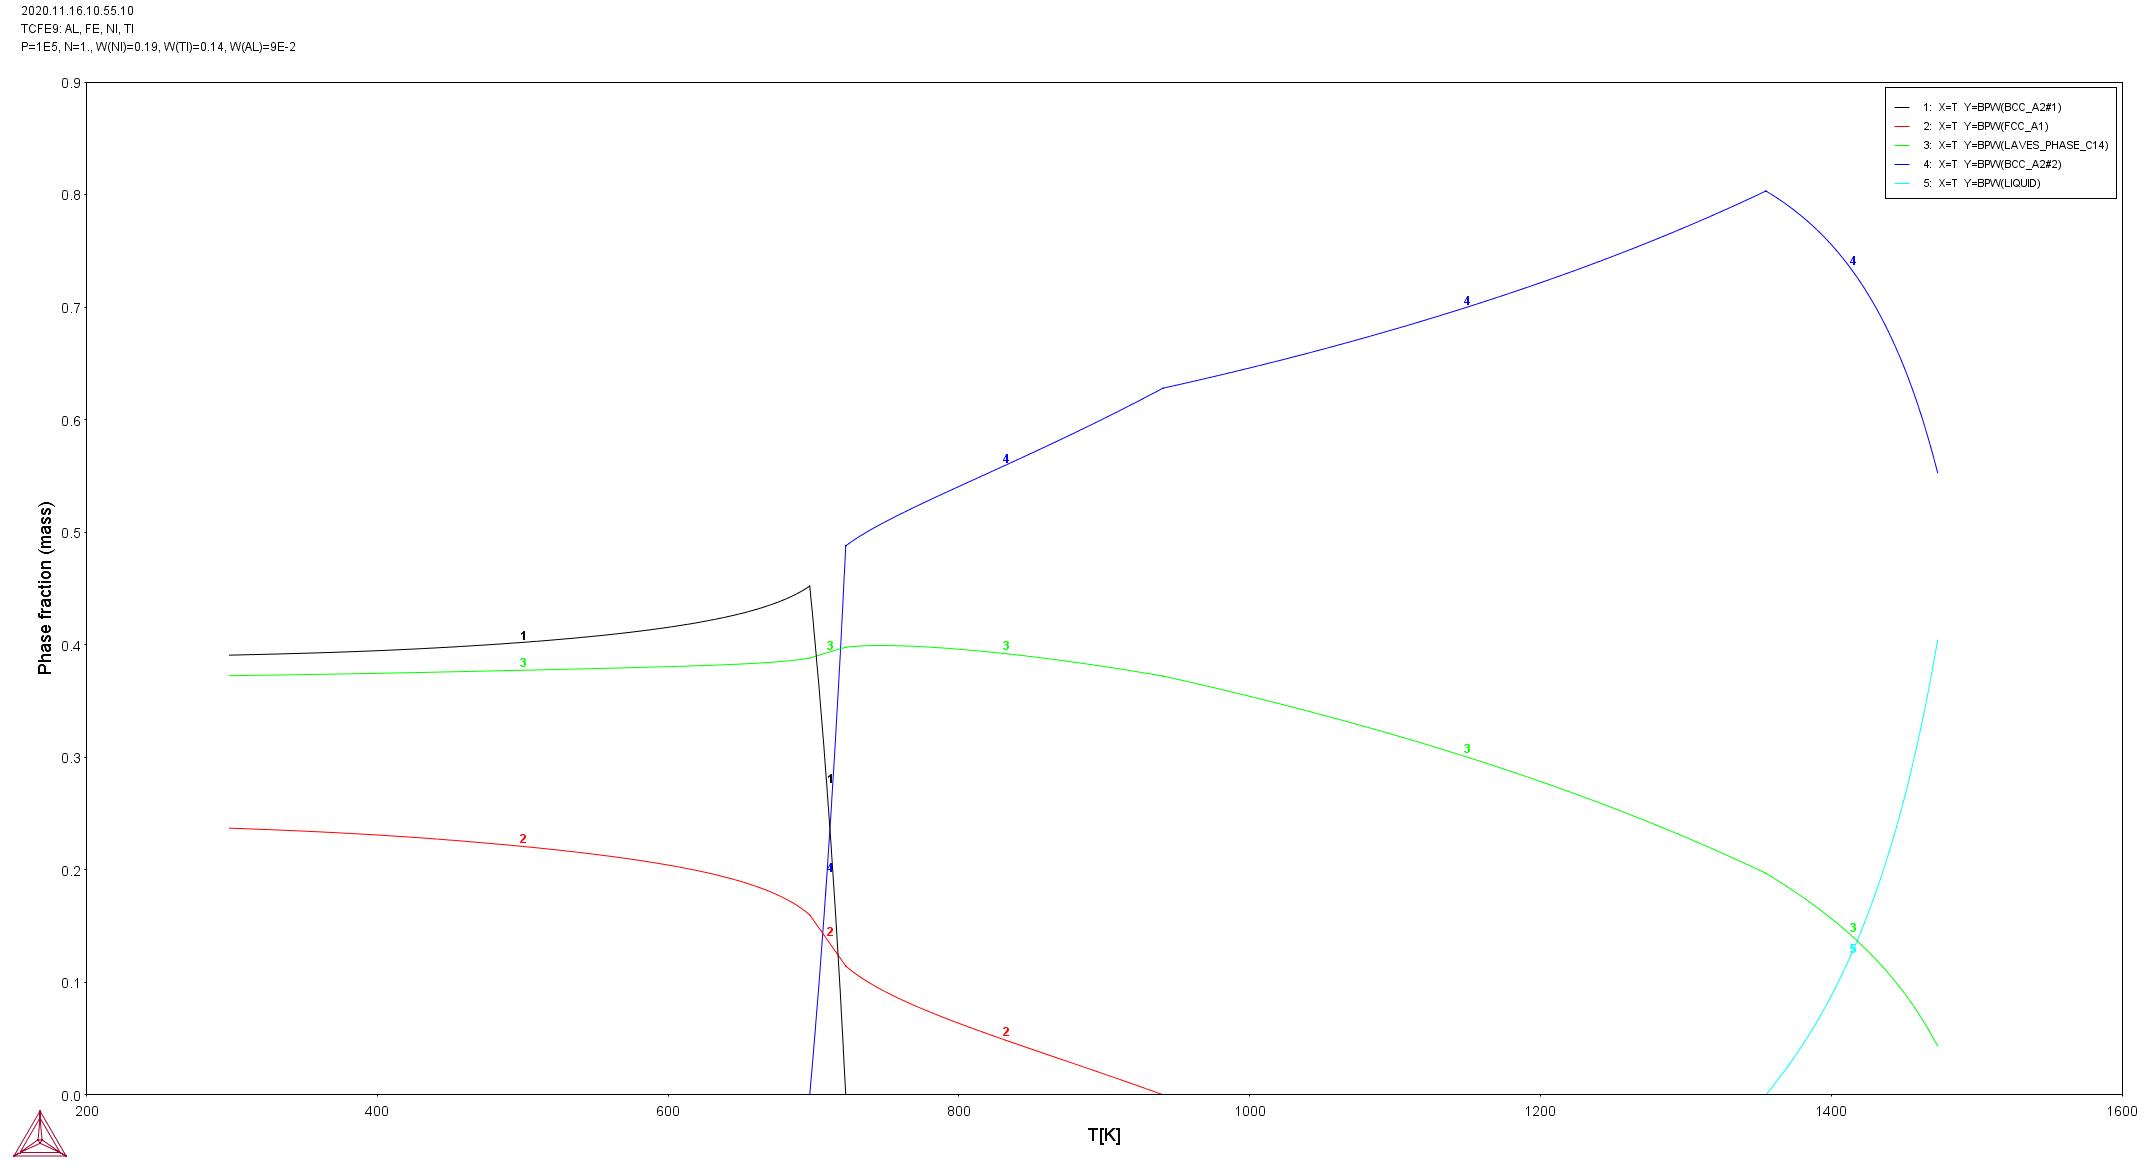 2020.11.16.10.55.10
TCFE9: AL, FE, NI, TI
P=1E5, N=1., W(NI)=0.19, W(TI)=0.14, W(AL)=9E-2
1: X=T Y=BPW(BCC_A2#1)
2: X=T Y=BPW(FCC_A1)
3: X=T Y=BPW(LAVES_PHASE_C14)
4: X=T Y=BPW(BCC_A2#2)
5: X=T Y=BPW(LIQUID)
Phase fraction (mass)
0.9
0.8
0.7
0.6
0.5
0.4
0.3
0.2
0.1
0.0
4
4
4
1
3
3
3
3
1
2
4
2
3
5
2
200 400 600 800 1000 1200 1400 1600
T[K]